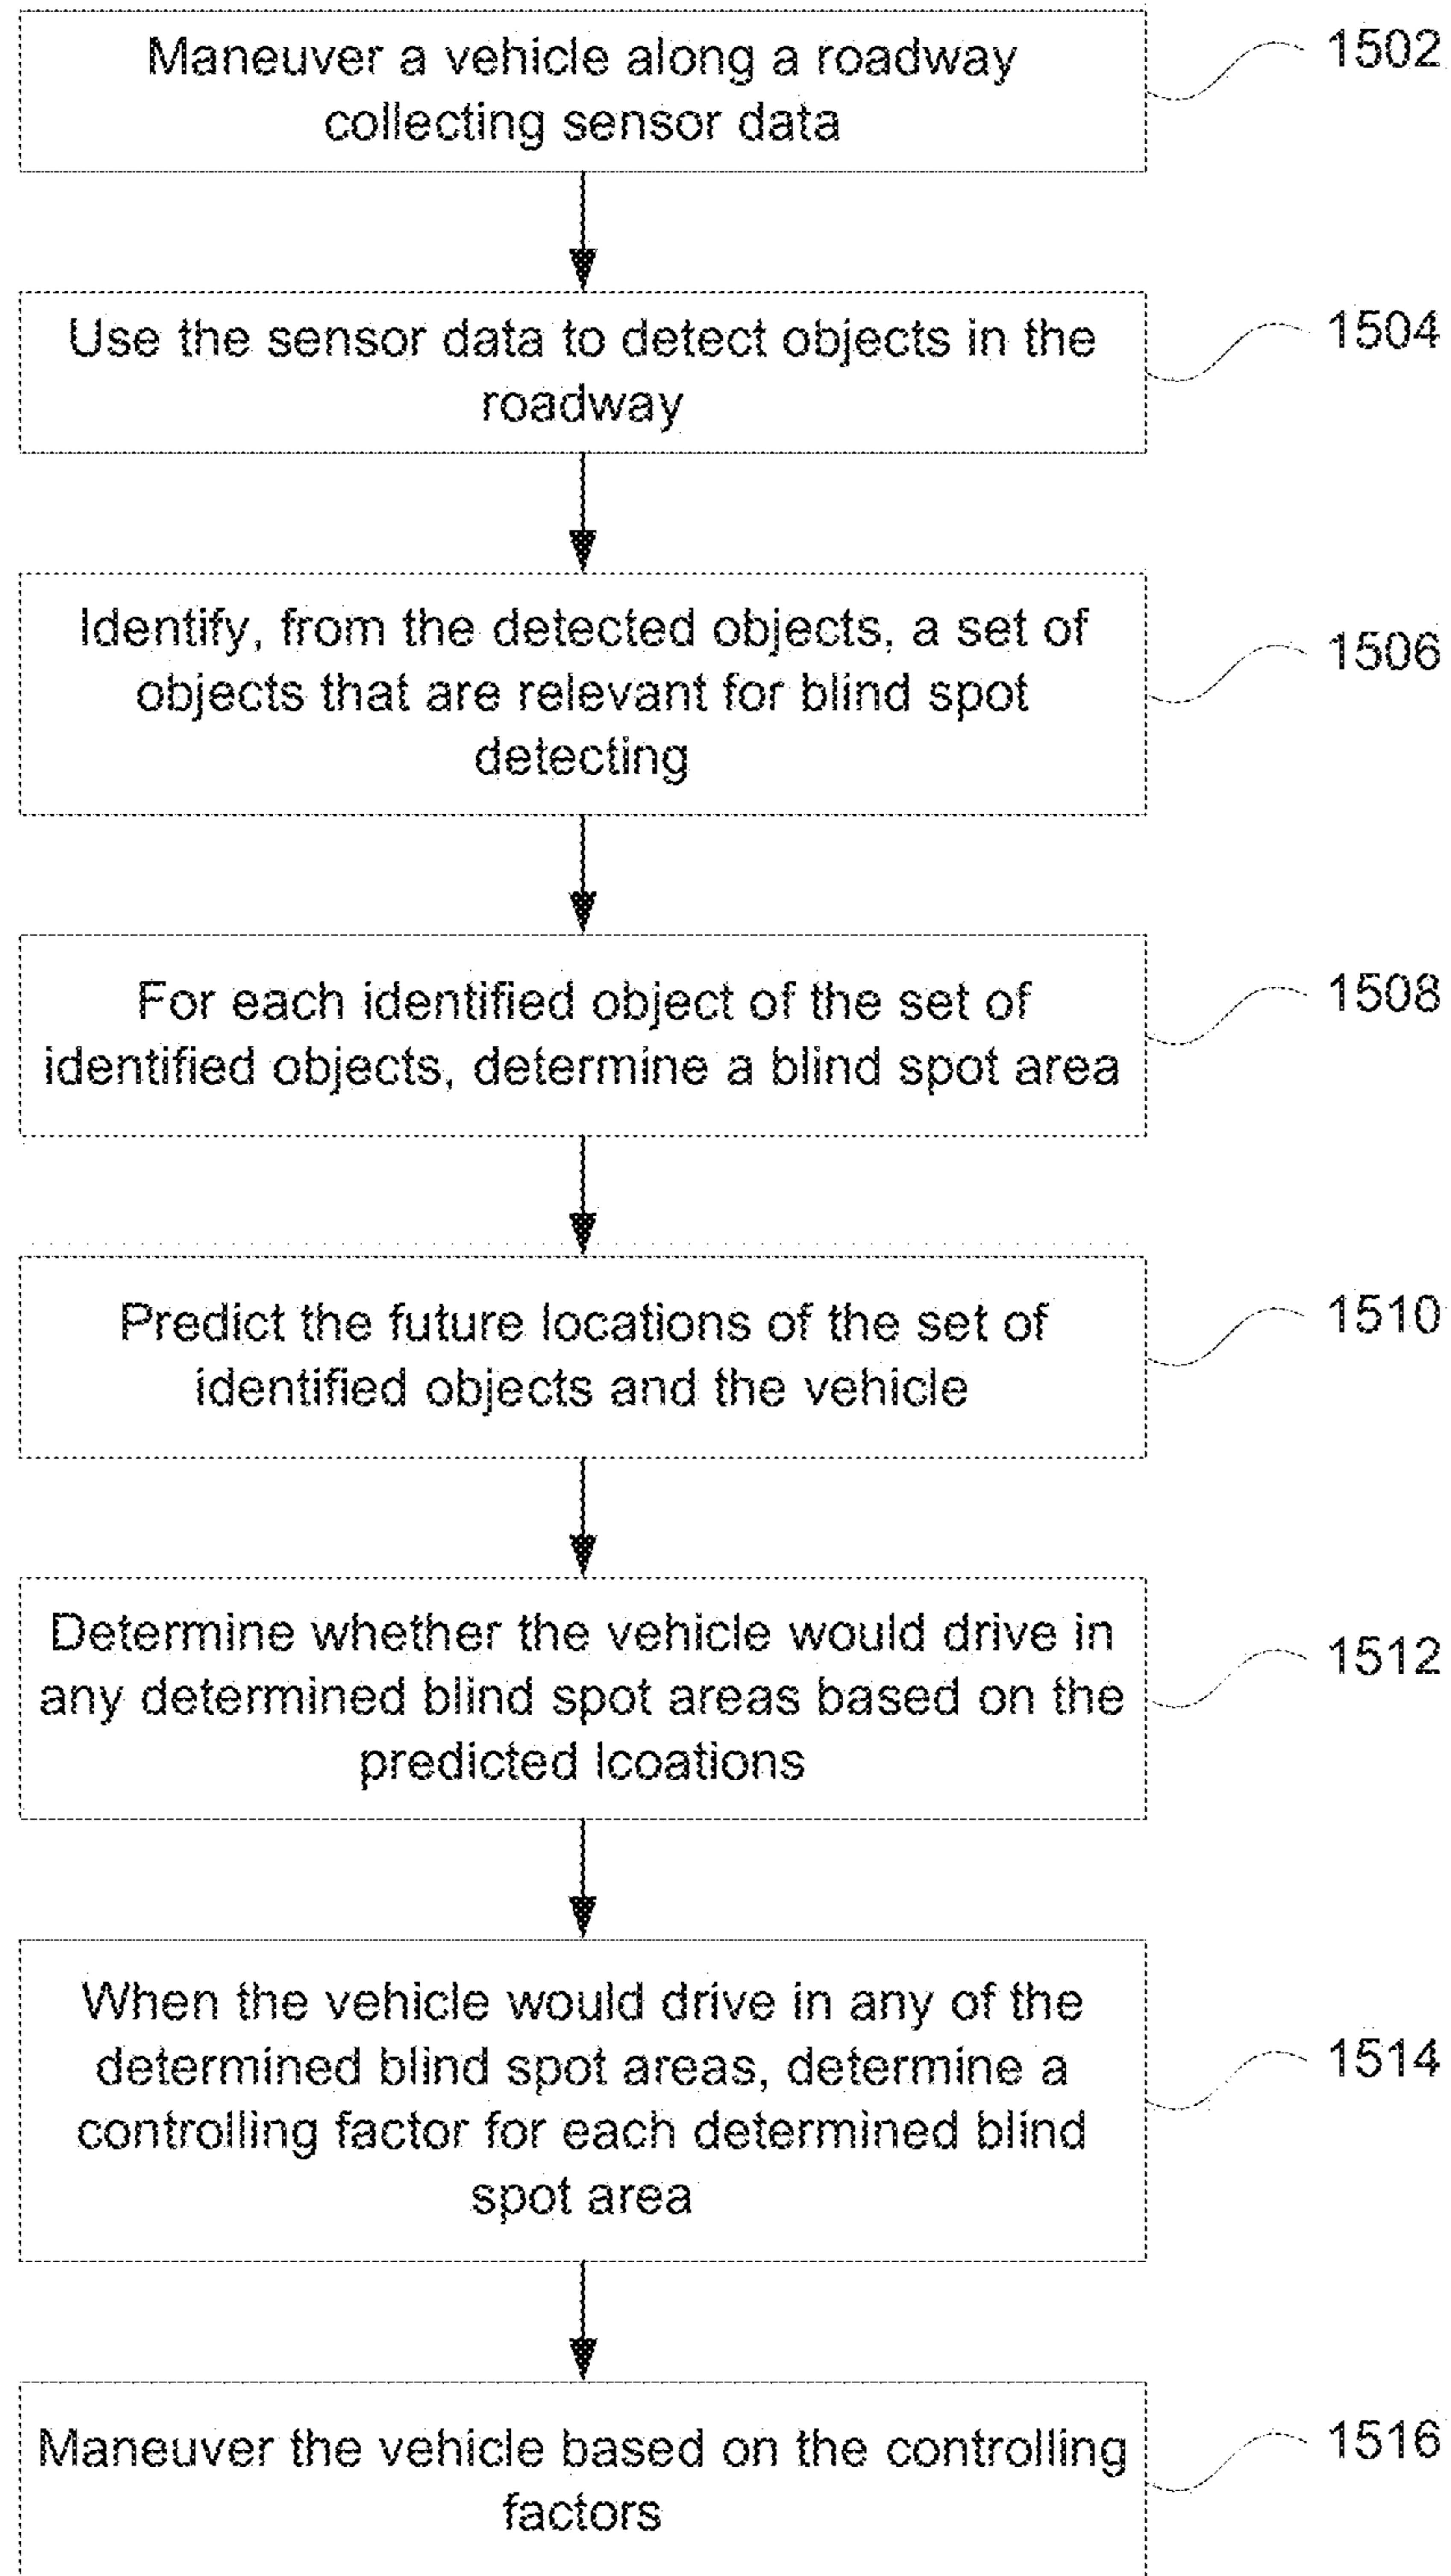 Maneuver a vehicle along a roadway
collecting sensor data
1502
Use the sensor data to detect objects in the
roadway
1504
Identify, from the detected objects, a set of
objects that are relevant for blind spot
detecting
1506
For each identified object of the set of
identified objects, determine a blind spot area
1508
Predict the future locations of the set of
identified objects and the vehicle
1510
Determine whether the vehicle would drive in
any determined blind spot areas based on the
predicted lcoations
1512
When the vehicle would drive in any of the
determined blind spot areas, determine a
controlling factor for each determined blind
spot area
1514
Maneuver the vehicle based on the controlling
factors
1516